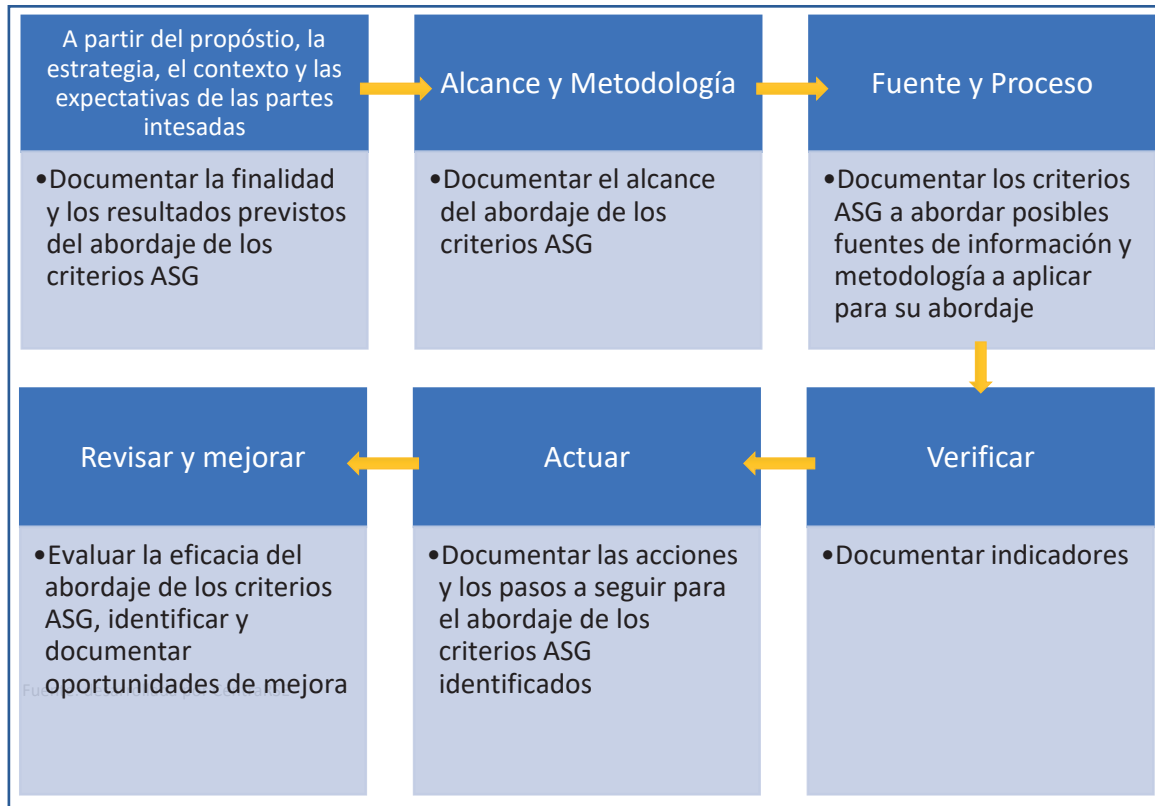 A partir del propóstio, la
estrategia, el contexto y las
expectativas de las partes
intesadas
•Documentar la finalidad
y los resultados previstos
del abordaje de los
criterios ASG
Alcance y Metodología
•Documentar el alcance
del abordaje de los
criterios ASG
Fuente y Proceso
•Documentar los criterios
ASG a abordar posibles
fuentes de información y
metodología a aplicar
para su abordaje
Verificar
•Documentar indicadores
Actuar
•Documentar las acciones
y los pasos a seguir para
el abordaje de los
criterios ASG
identificados
Revisar y mejorar
•Evaluar la eficacia del
abordaje de los criterios
ASG, identificar y
documentar
oportunidades de mejora